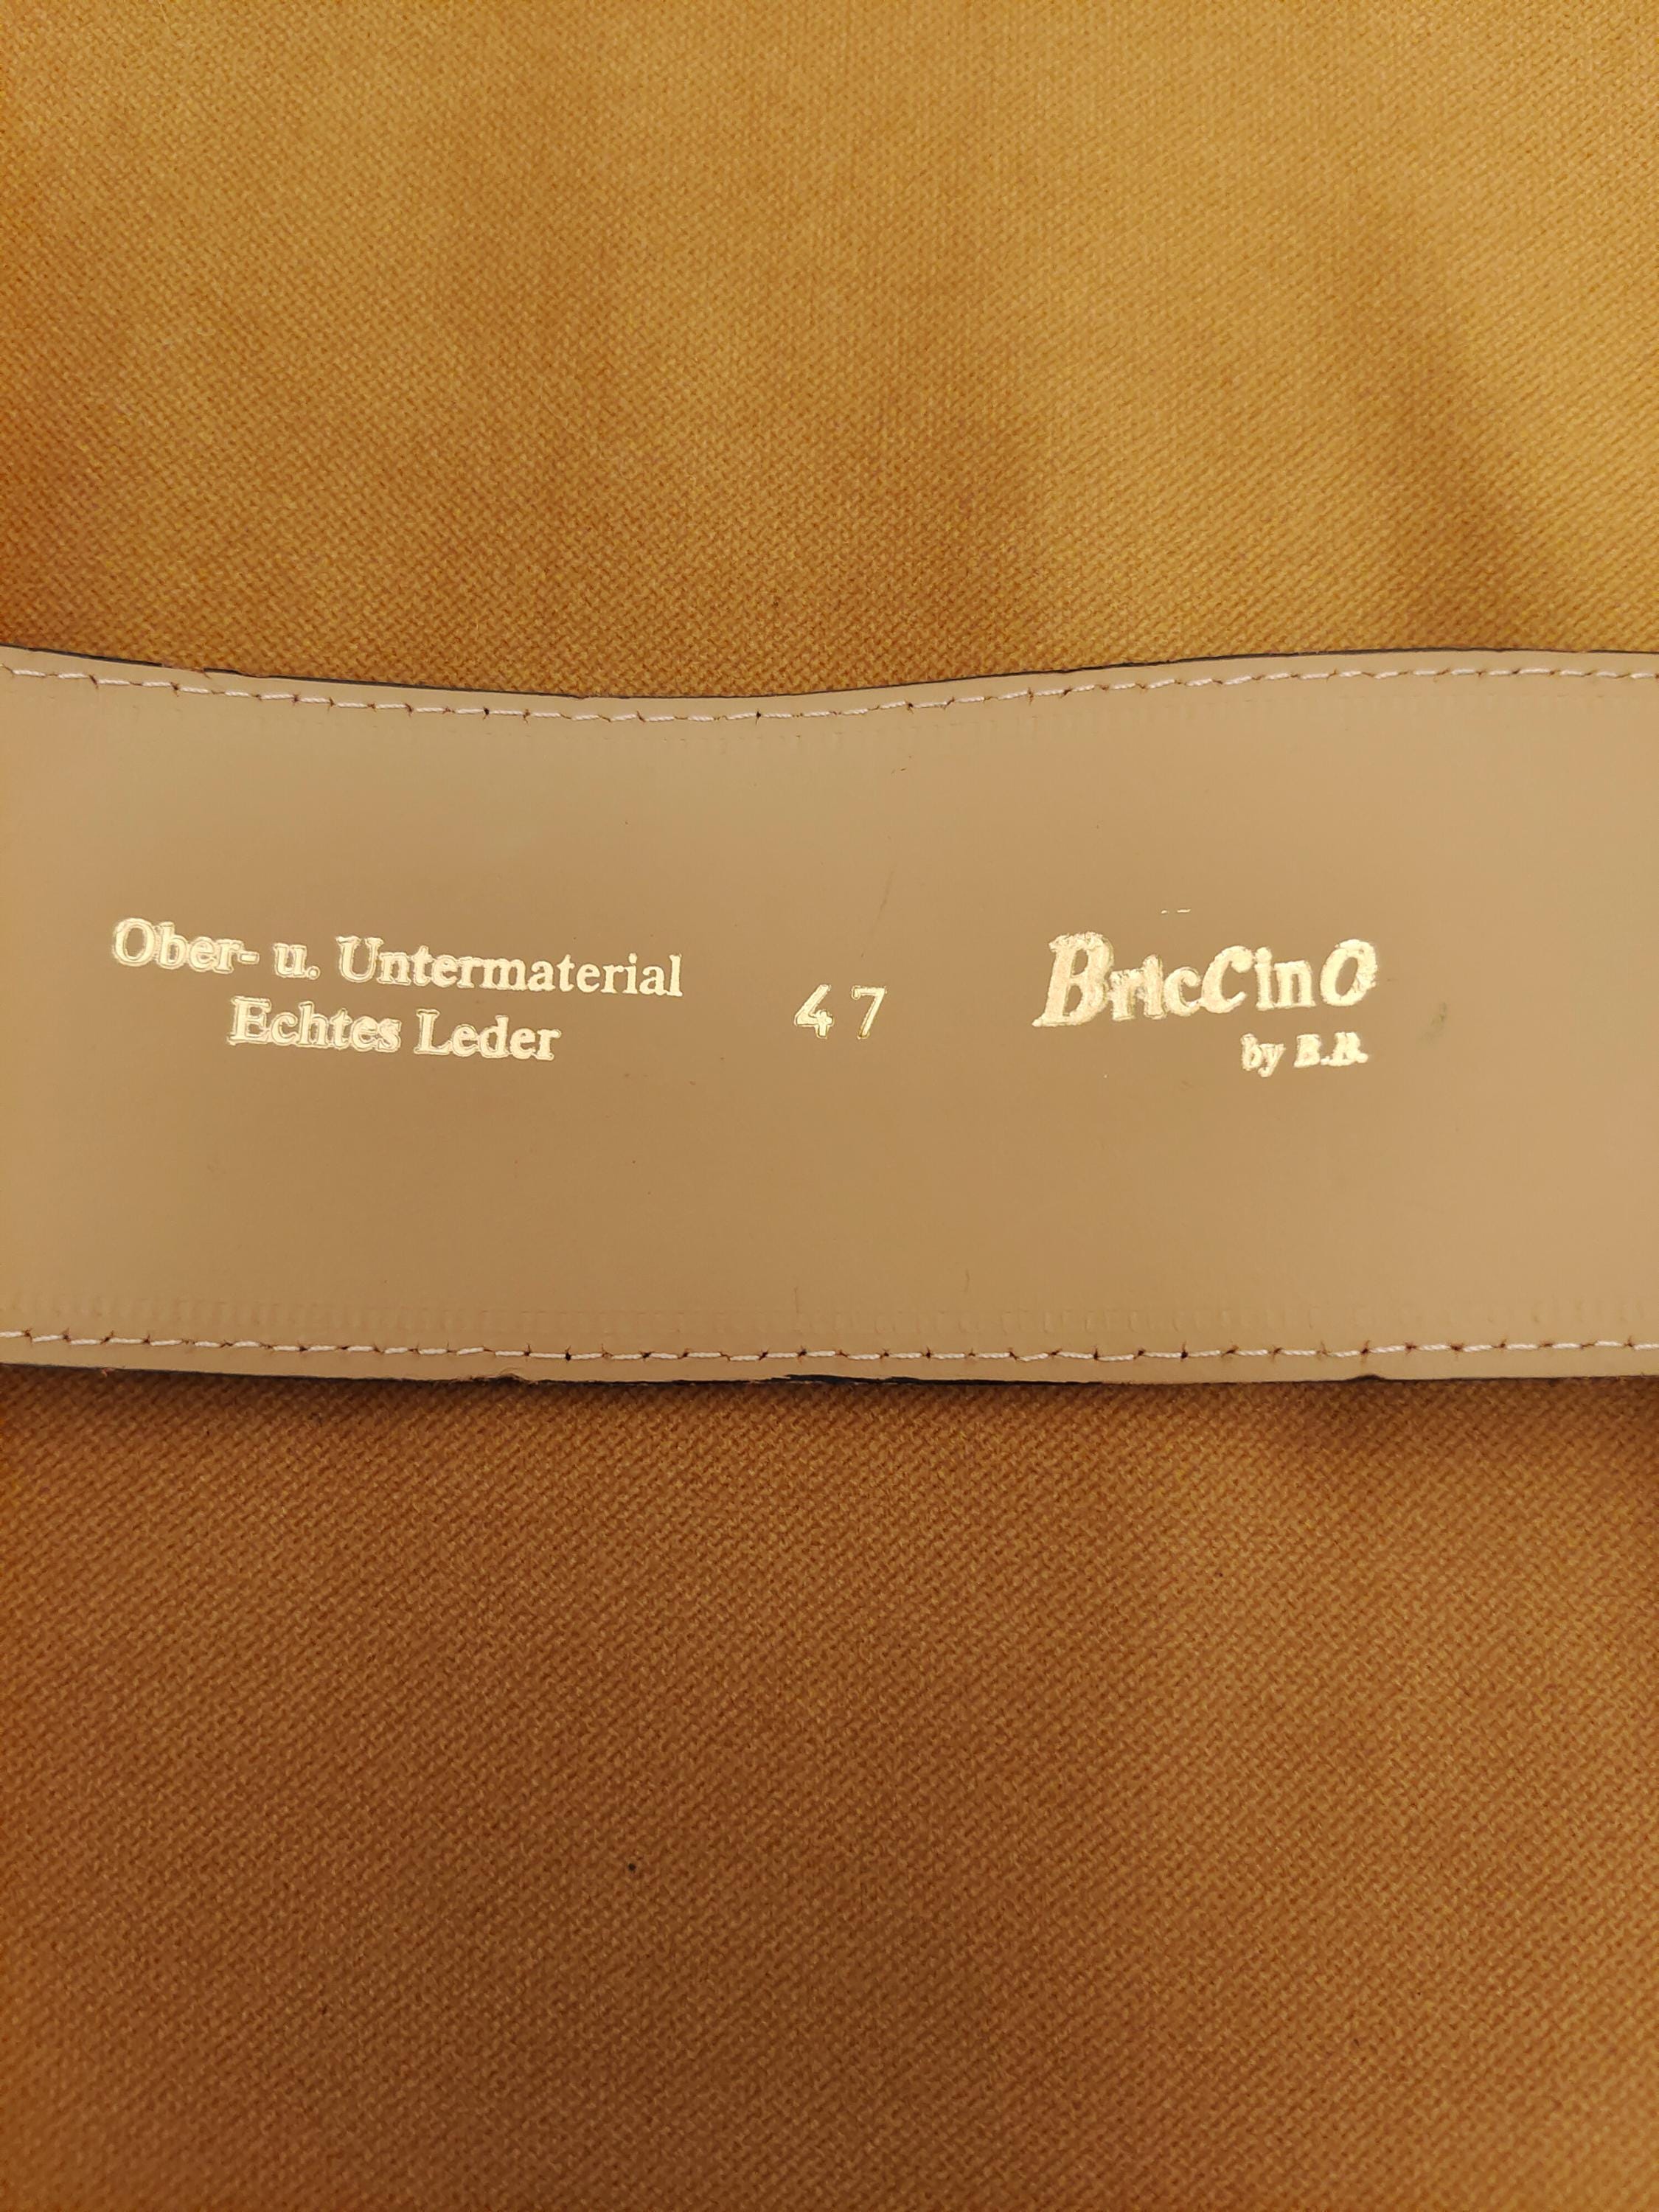 Ober- u. Untermaterial
Echtes Leder
47
BricCinO
by B.B.